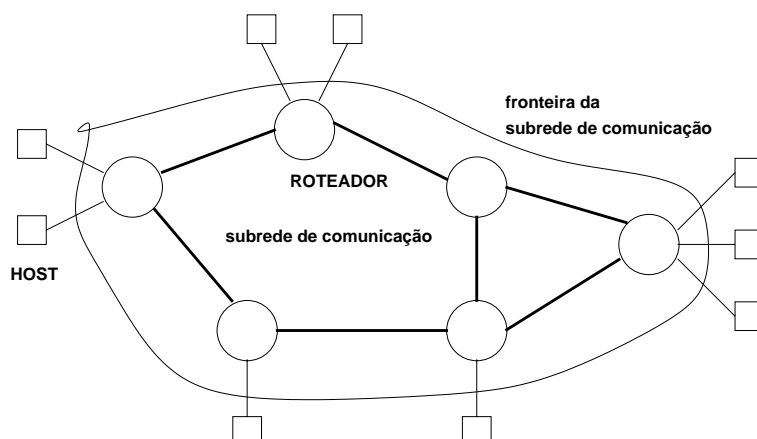 fronteira da
subrede de comunicação
ROTEADOR
subrede de comunicação
HOST